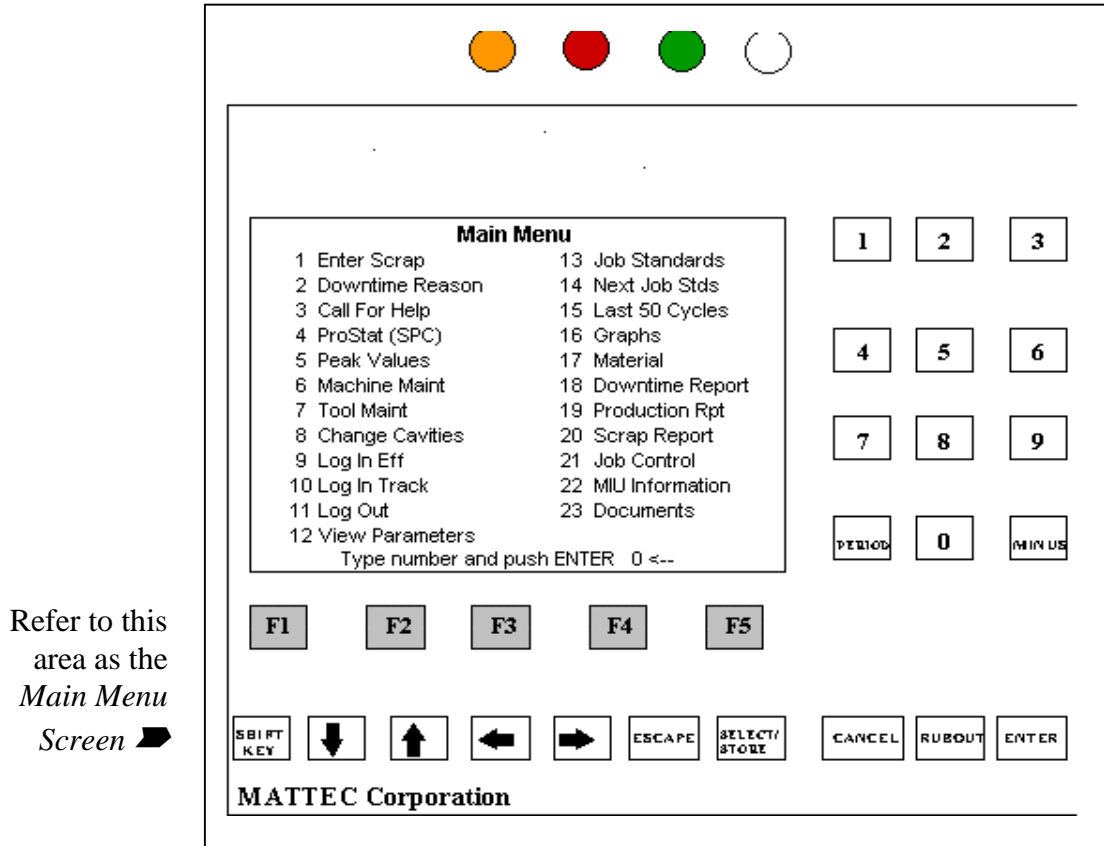 Main Menu
1 Enter Scrap 13 Job Standards
2 Downtime Reason 14 Next Job Stds
3 Call For Help 15 Last 50 Cycles
4 ProStat (SPC) 16 Graphs
5 Peak Values 17 Material
6 Machine Maint 18 Downtime Report
7 Tool Maint 19 Production Rpt
8 Change Cavities 20 Scrap Report
9 Log In Eff 21 Job Control
10 Log In Track 22 MIU Information
11 Log Out 23 Documents
12 View Parameters
Type number and push ENTER 0 <--
1 2 3
4 5 6
7 8 9
PERIOD 0 MINUS
Refer to this
area as the
Main Menu
Screen
F1 F2 F3 F4 F5
SHIFT
KEY
ESCAPE
SELECT/
STORE
CANCEL RUBOUT ENTER
MATTEC Corporation